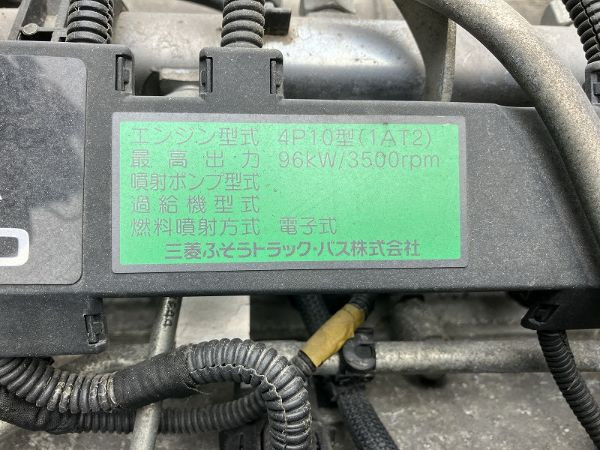 エンジン型式 4P10型(1AT2)
最高出力 96kW/3500rpm
噴射ポンプ型式
過給機型式
燃料噴射方式 電子式
三菱ふそうトラック・バス株式会社